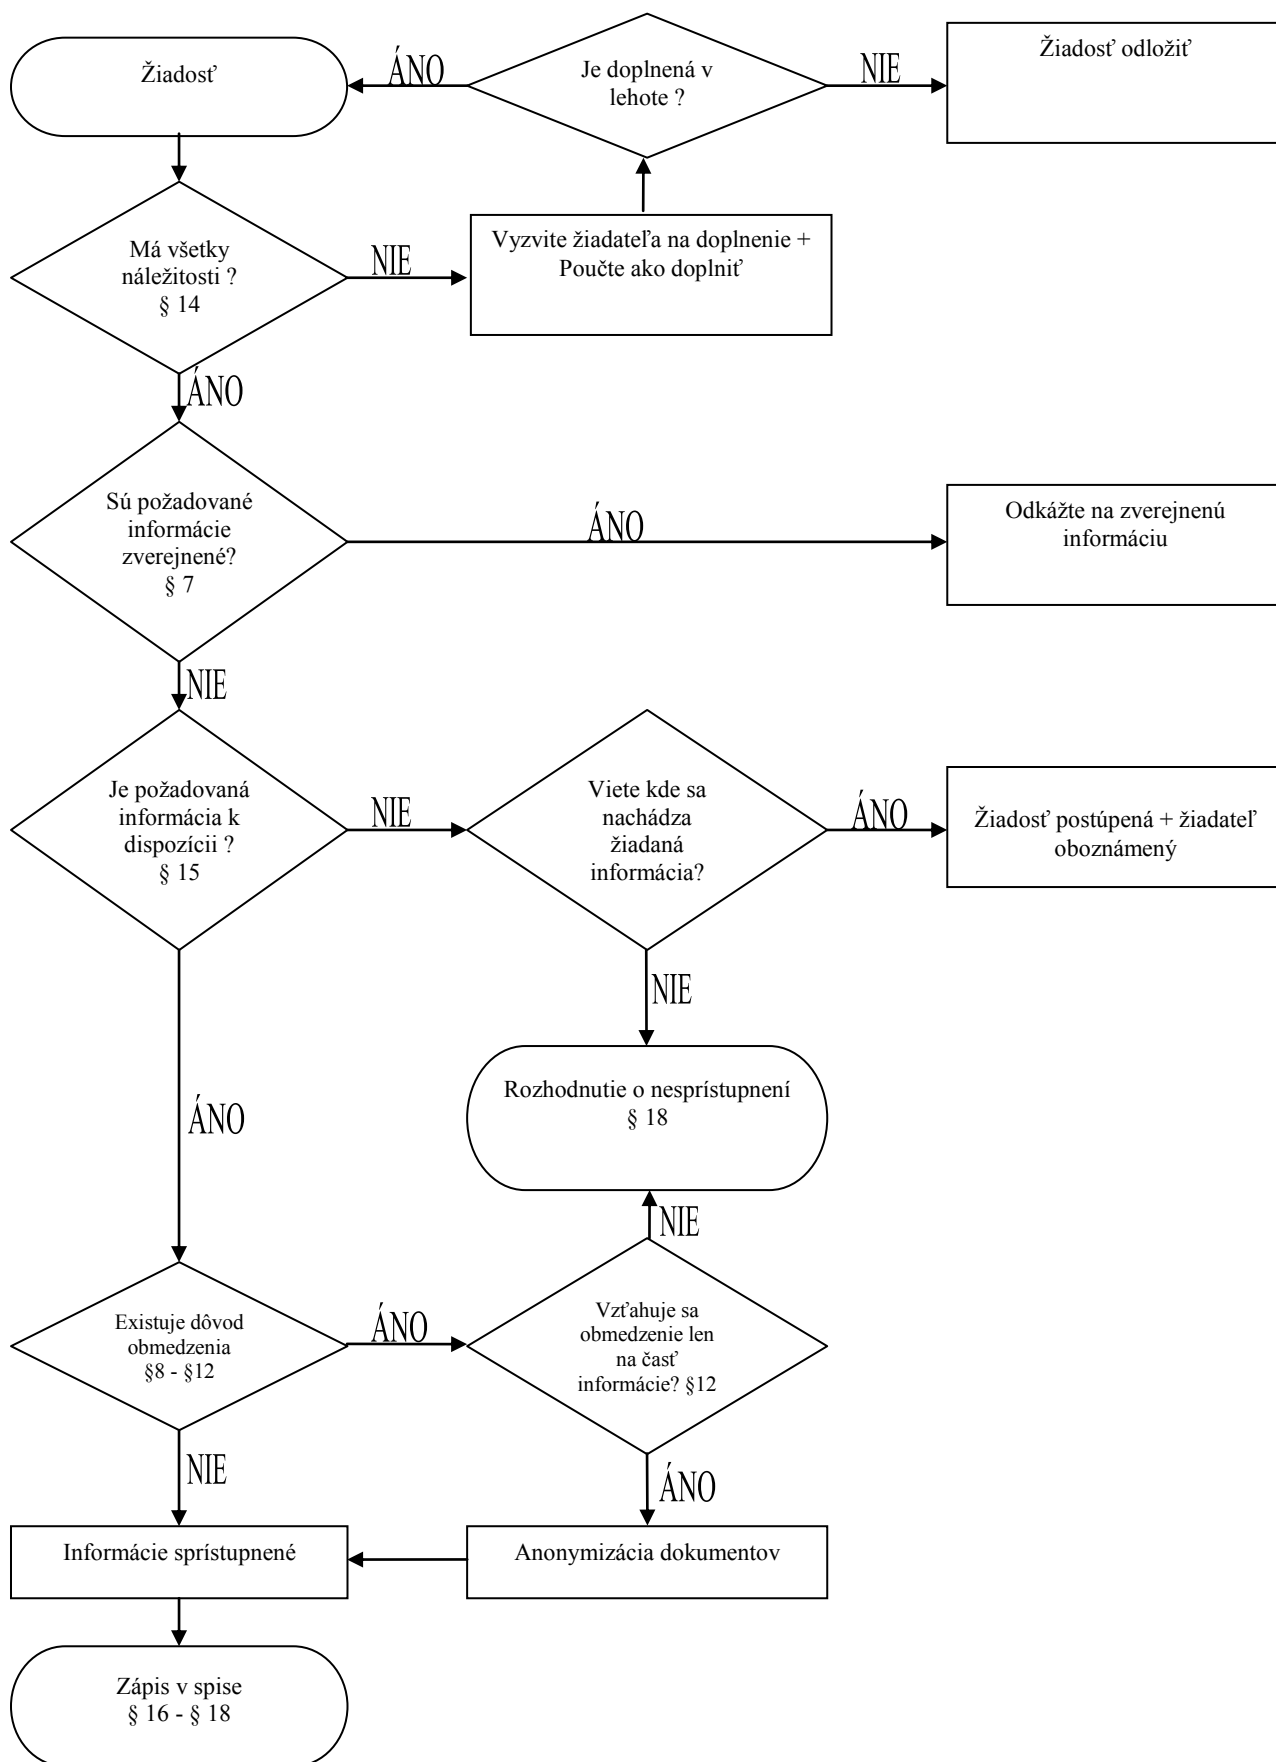 Žiadosť
ÁNO
Je doplnená v
lehote ?
NIE
Žiadosť odložiť
Má všetky
náležitosti ?
§ 14
NIE
Vyzvite žiadateľa na doplnenie +
Poučte ako doplniť
ÁNO
Sú požadované
informácie
zverejnené?
§ 7
ÁNO
Odkážte na zverejnenú
informáciu
NIE
Je požadovaná
informácia k
dispozícii ?
§ 15
NIE
Viete kde sa
nachádza
žiadaná
informácia?
ÁNO
Žiadosť postúpená + žiadateľ
oboznámený
NIE
Rozhodnutie o nesprístupnení
§ 18
ÁNO
NIE
Existuje dôvod
obmedzenia
§8 - §12
ÁNO
Vzťahuje sa
obmedzenie len
na časť
informácie? §12
NIE
ÁNO
Informácie sprístupnené
Anonymizácia dokumentov
Zápis v spise
§ 16 - § 18